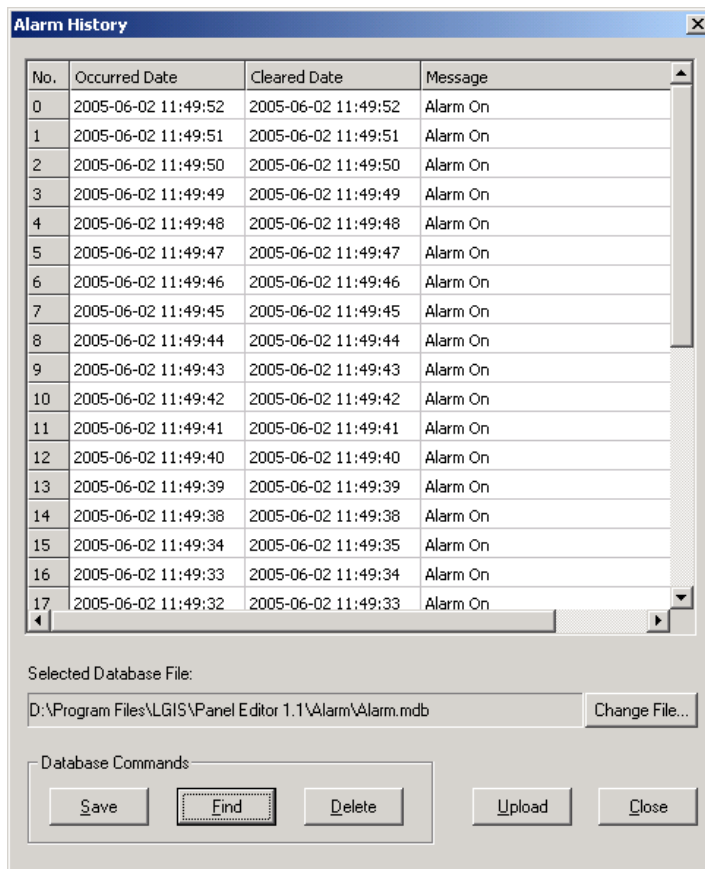 Alarm History
No. Occurred Date Cleared Date Message
0 2005-06-02 11:49:52 2005-06-02 11:49:52 Alarm On
1 2005-06-02 11:49:51 2005-06-02 11:49:51 Alarm On
2 2005-06-02 11:49:50 2005-06-02 11:49:50 Alarm On
3 2005-06-02 11:49:49 2005-06-02 11:49:49 Alarm On
4 2005-06-02 11:49:48 2005-06-02 11:49:48 Alarm On
5 2005-06-02 11:49:47 2005-06-02 11:49:47 Alarm On
6 2005-06-02 11:49:46 2005-06-02 11:49:46 Alarm On
7 2005-06-02 11:49:45 2005-06-02 11:49:45 Alarm On
8 2005-06-02 11:49:44 2005-06-02 11:49:44 Alarm On
9 2005-06-02 11:49:43 2005-06-02 11:49:43 Alarm On
10 2005-06-02 11:49:42 2005-06-02 11:49:42 Alarm On
11 2005-06-02 11:49:41 2005-06-02 11:49:41 Alarm On
12 2005-06-02 11:49:40 2005-06-02 11:49:40 Alarm On
13 2005-06-02 11:49:39 2005-06-02 11:49:39 Alarm On
14 2005-06-02 11:49:38 2005-06-02 11:49:38 Alarm On
15 2005-06-02 11:49:34 2005-06-02 11:49:35 Alarm On
16 2005-06-02 11:49:33 2005-06-02 11:49:34 Alarm On
17 2005-06-02 11:49:32 2005-06-02 11:49:33 Alarm On
Selected Database File:
D:\Program Files\LGIS\Panel Editor 1.1\Alarm\Alarm.mdb Change File...
Database Commands
Save Find Delete Upload Close